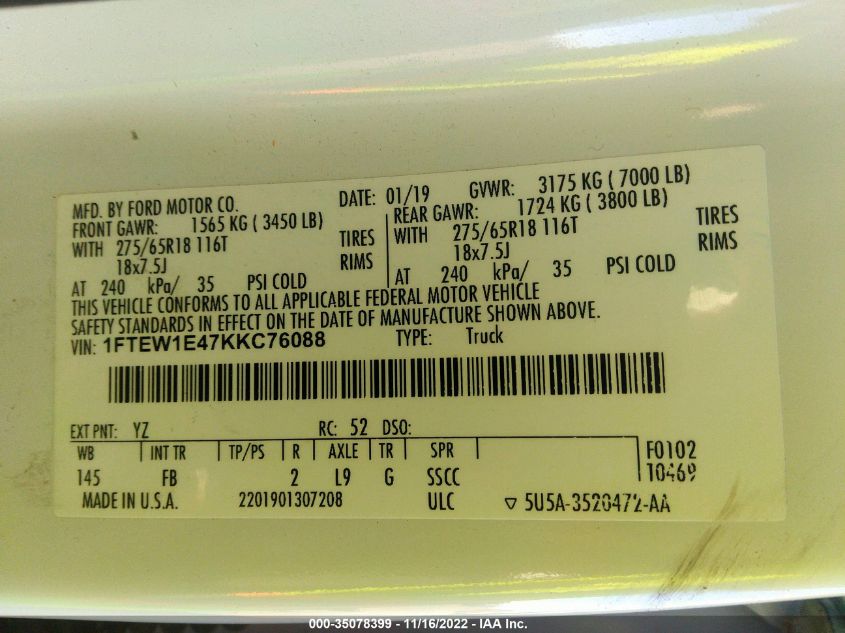 MFD. BY FORD MOTOR CO. DATE: 01/19 GVWR: 3175 KG ( 7000 LB)
FRONT GAWR: 1565 KG ( 3450 LB) REAR GAWR: 1724 KG ( 3800 LB)
WITH 275/65R18 116T TIRES WITH 275/65R18 116T TIRES
18x7.5J RIMS 18x7.5J RIMS
AT 240 kPa/ 35 PSI COLD AT 240 kPa/ 35 PSI COLD
THIS VEHICLE CONFORMS TO ALL APPLICABLE FEDERAL MOTOR VEHICLE
SAFETY STANDARDS IN EFFECT ON THE DATE OF MANUFACTURE SHOWN ABOVE.
VIN: 1FTEW1E47KKC76088 TYPE: Truck
EXT PNT: YZ RC: 52 DSO:
WB INT TR TP/PS R AXLE TR SPR F0102
145 FB 2 L9 G SSCC 10469
MADE IN U.S.A. 2201901307208 ULC ▽ 5U5A-3520472-AA
000-35078399 - 11/16/2022 - IAA Inc.